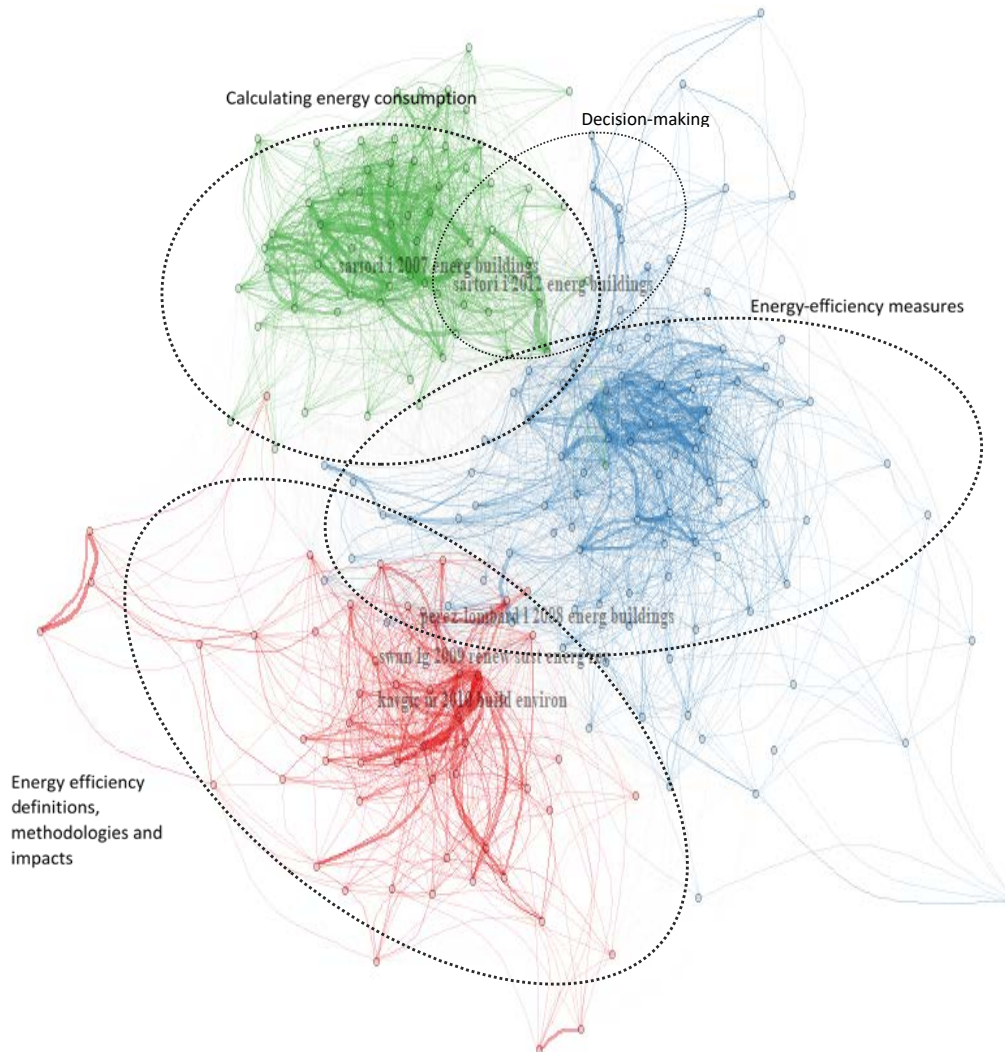 Calculating energy consumption
Decision-making
sartori i 2007 energ buildings
sartori i 2012 energ buildings
Energy-efficiency measures
perez-lombard l 2008 energ buildings
swan lg 2009 renew sust energ rev
kavgic m 2010 build environ
Energy efficiency
definitions,
methodologies and
impacts